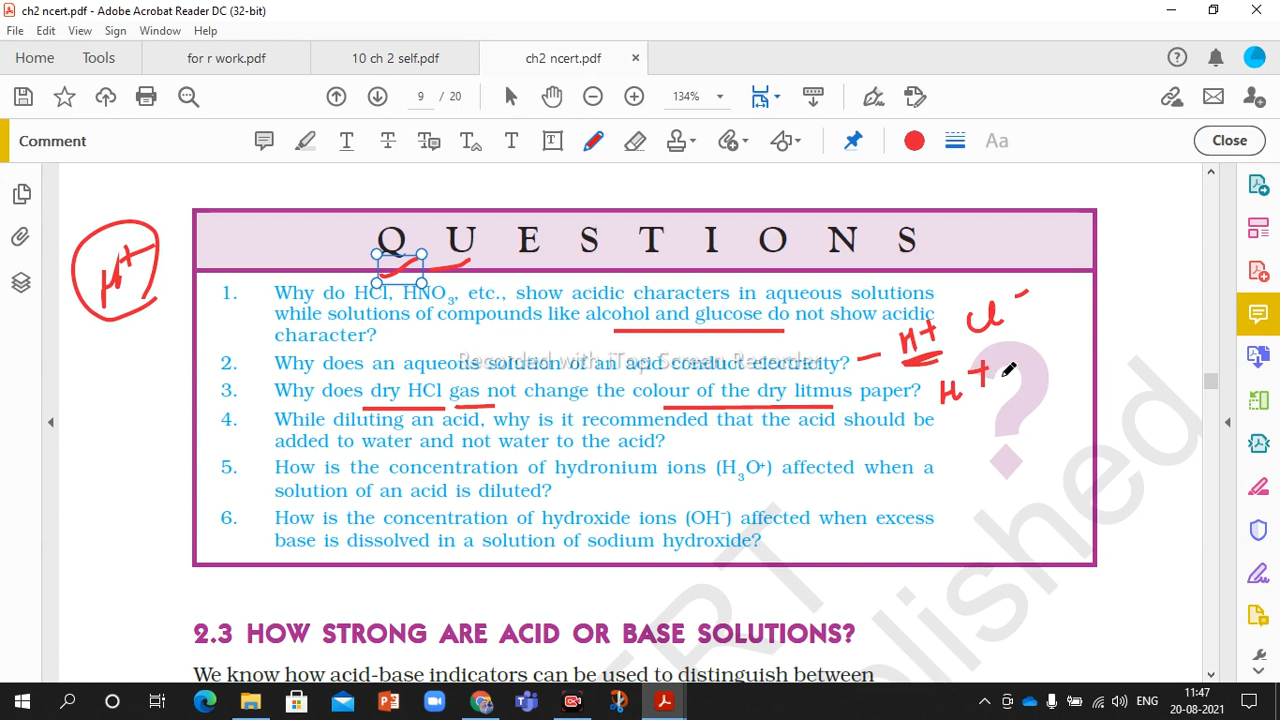 ch2 ncert.pdf - Adobe Acrobat Reader DC (32-bit)
File Edit View Sign Window Help
Home Tools for r work.pdf 10 ch 2 self.pdf ch2 ncert.pdf ×
9 / 20 134%
Comment Aa Close
Q U E S T I O N S
H+
1. Why do HCl, HNO3, etc., show acidic characters in aqueous solutions
while solutions of compounds like alcohol and glucose do not show acidic
character?
Cl-
2. Why does an aqueous solution of an acid conduct electricity? - H+
Recorded with iTop Screen Recorder
3. Why does dry HCl gas not change the colour of the dry litmus paper? H+
4. While diluting an acid, why is it recommended that the acid should be
added to water and not water to the acid?
5. How is the concentration of hydronium ions (H3O+) affected when a
solution of an acid is diluted?
6. How is the concentration of hydroxide ions (OH–) affected when excess
base is dissolved in a solution of sodium hydroxide?
?
2.3 HOW STRONG ARE ACID OR BASE SOLUTIONS?
We know how acid-base indicators can be used to distinguish between
ENG 11:47
20-08-2021